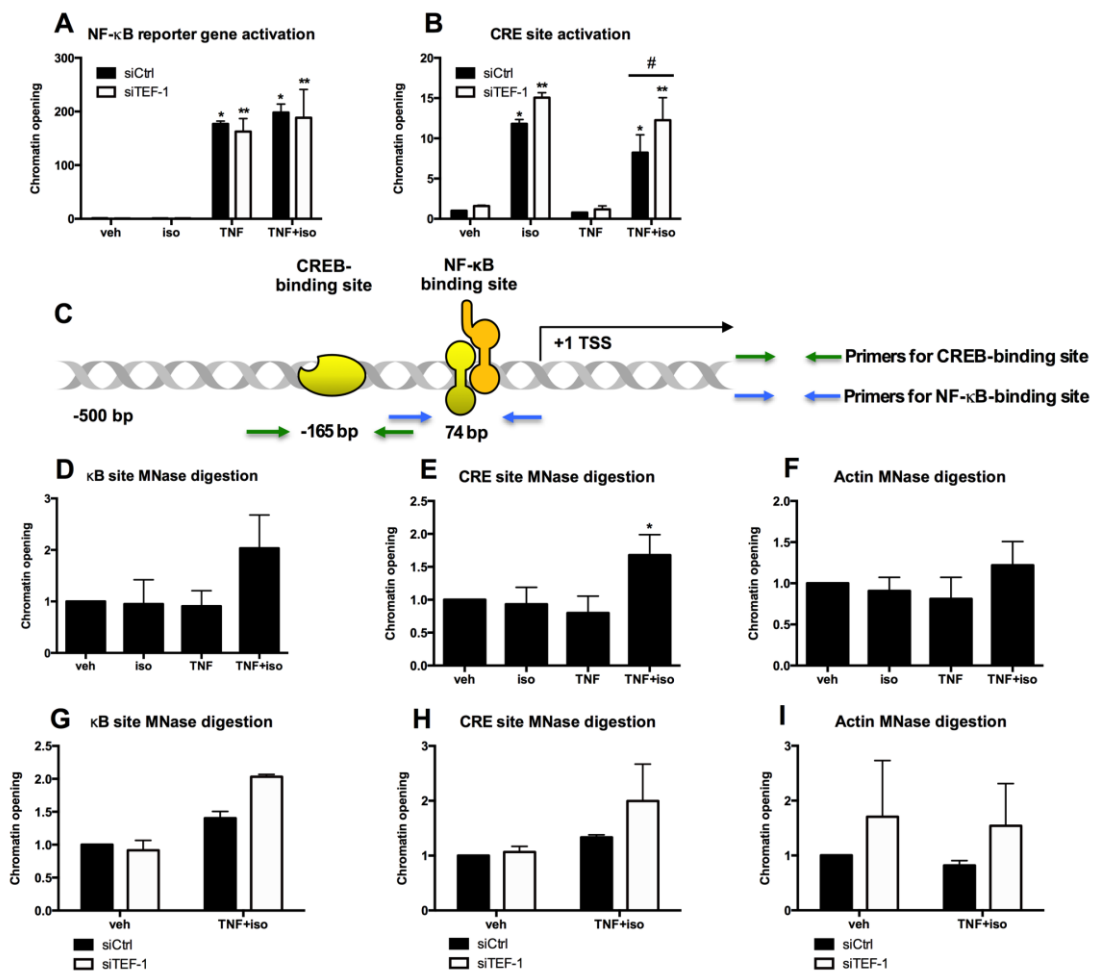 A
NF-κB reporter gene activation
Chromatin opening
300
200
100
0
siCtrl
siTEF-1
*
**
*
**
veh
iso
TNF
TNF+iso
B
CRE site activation
Chromatin opening
20
15
10
5
0
siCtrl
siTEF-1
*
**
#
*
**
veh
iso
TNF
TNF+iso
C
CREB-
binding site
NF-κB
binding site
+1 TSS
-500 bp
-165 bp
74 bp
Primers for CREB-binding site
Primers for NF-κB-binding site
D
κB site MNase digestion
Chromatin opening
3
2
1
0
veh
iso
TNF
TNF+iso
E
CRE site MNase digestion
Chromatin opening
2.5
2.0
1.5
1.0
0.5
0.0
*
veh
iso
TNF
TNF+iso
F
Actin MNase digestion
Chromatin opening
2.0
1.5
1.0
0.5
0.0
veh
iso
TNF
TNF+iso
G
κB site MNase digestion
Chromatin opening
2.5
2.0
1.5
1.0
0.5
0.0
veh
TNF+iso
siCtrl
siTEF-1
H
CRE site MNase digestion
Chromatin opening
3
2
1
0
veh
TNF+iso
siCtrl
siTEF-1
I
Actin MNase digestion
Chromatin opening
3
2
1
0
veh
TNF+iso
siCtrl
siTEF-1